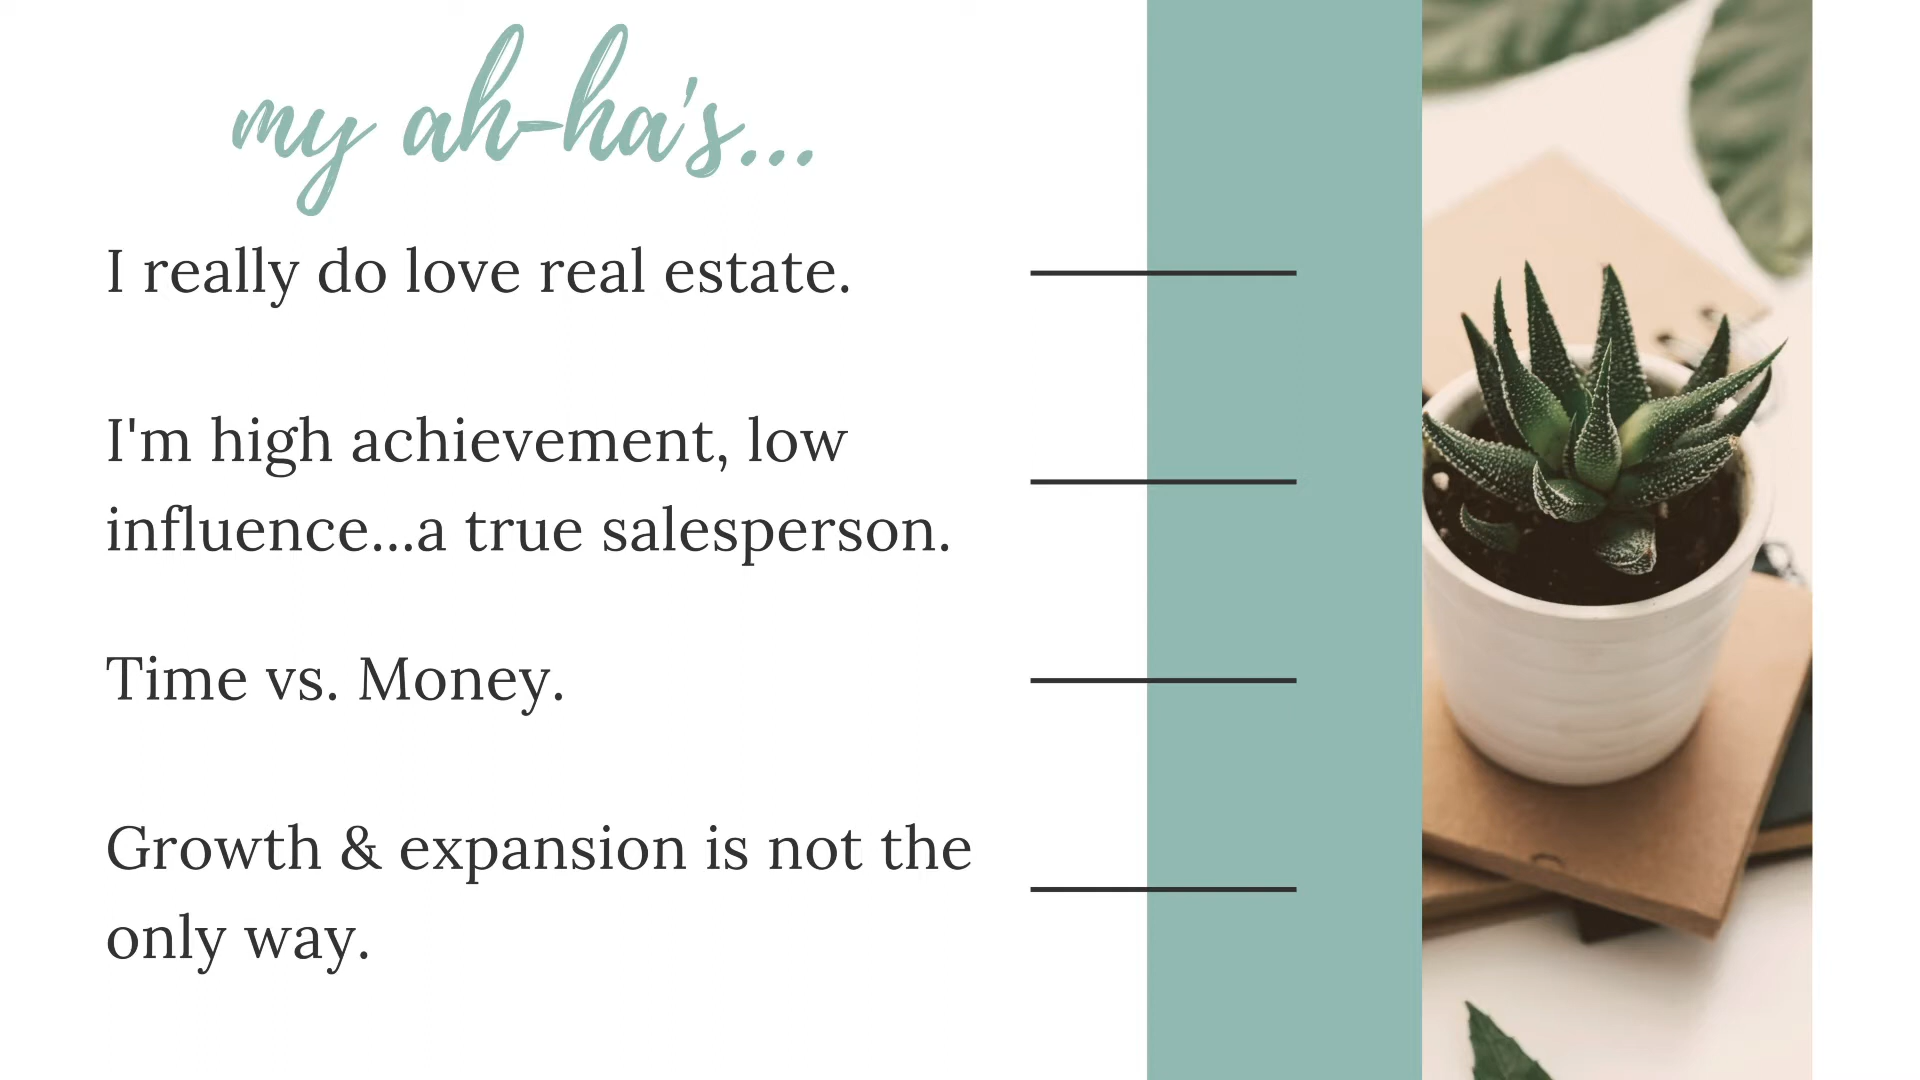 my ah-ha's...
I really do love real estate.
I'm high achievement, low
influence...a true salesperson.
Time vs. Money.
Growth & expansion is not the
only way.